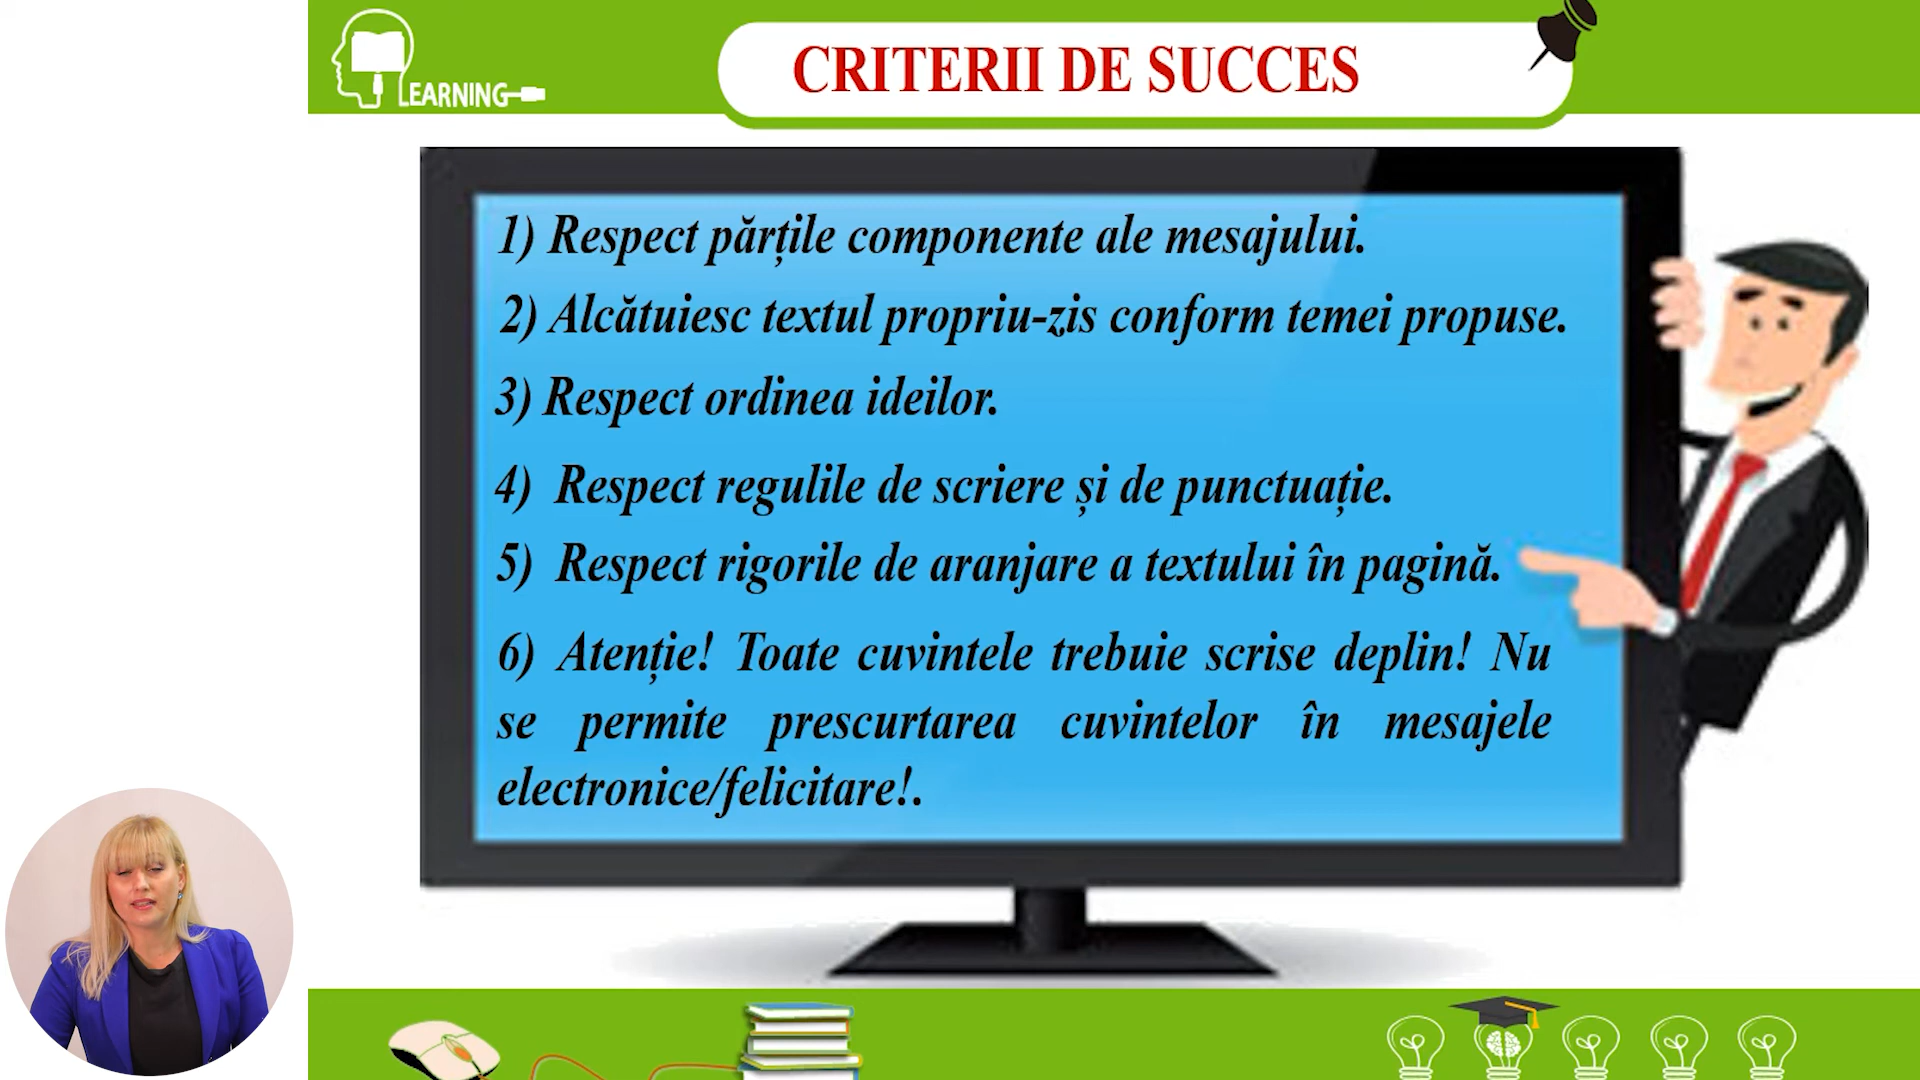 LEARNING
CRITERII DE SUCCES
1) Respect părțile componente ale mesajului.
2) Alcătuiesc textul propriu-zis conform temei propuse.
3) Respect ordinea ideilor.
4) Respect regulile de scriere și de punctuație.
5) Respect rigorile de aranjare a textului în pagină.
6) Atenție! Toate cuvintele trebuie scrise deplin! Nu
se permite prescurtarea cuvintelor în mesajele
electronice/felicitare!.